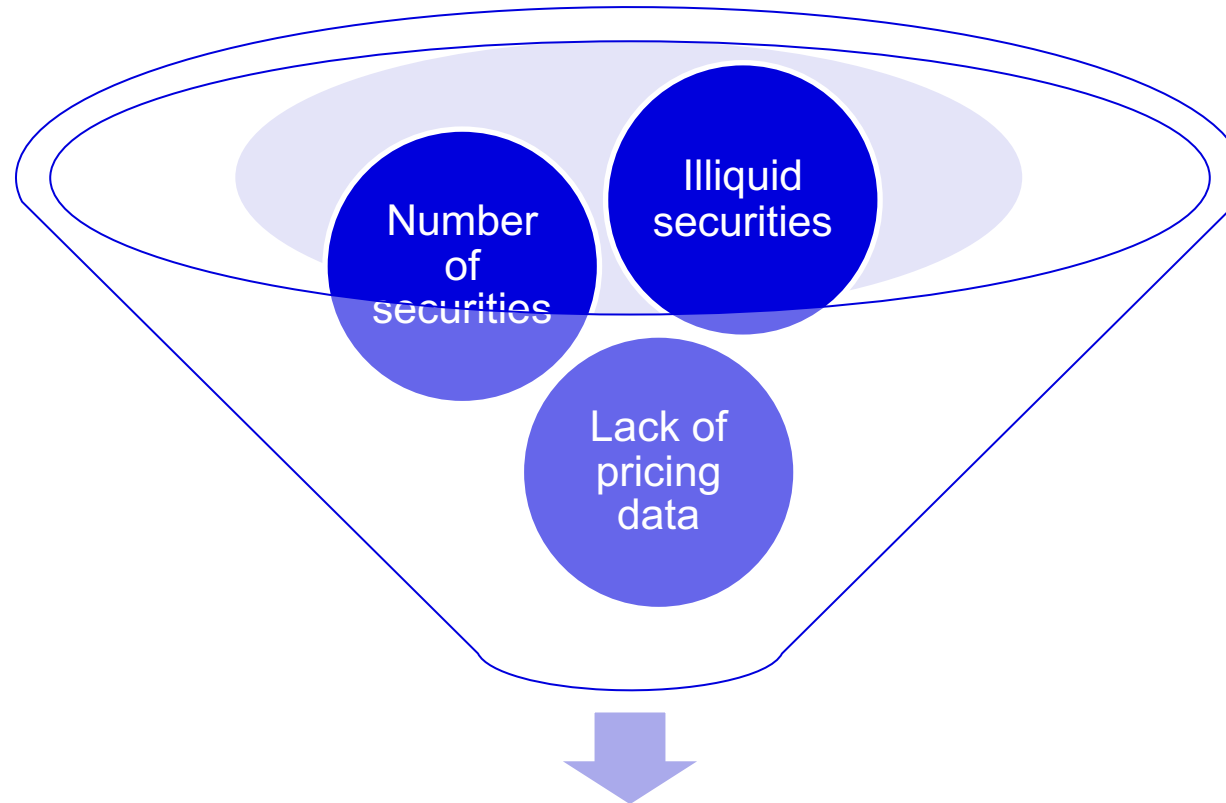 Number
of
securities
Illiquid
securities
Lack of
pricing
data